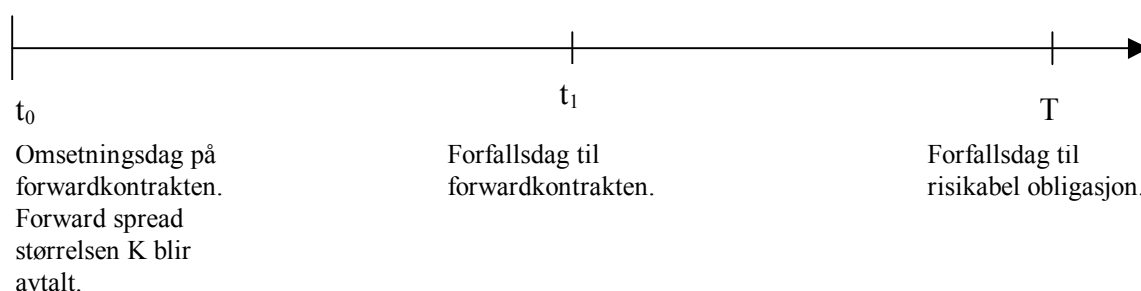 t₀
t₁
T
Omsetningsdag på
forwardkontrakten.
Forward spread
størrelsen K blir
avtalt.
Forfallsdag til
forwardkontrakten.
Forfallsdag til
risikabel obligasjon.